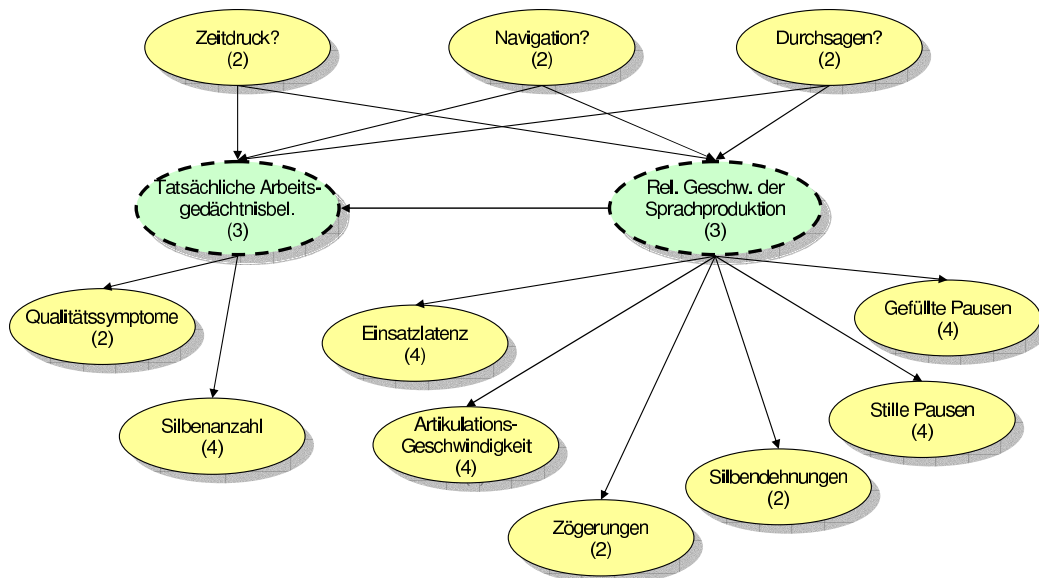 Zeitdruck?
(2)
Navigation?
(2)
Durchsagen?
(2)
Tatsächliche Arbeits-
gedächtnisbel.
(3)
Rel. Geschw. der
Sprachproduktion
(3)
Qualitätssymptome
(2)
Silbenanzahl
(4)
Einsatzlatenz
(4)
Artikulations-
Geschwindigkeit
(4)
Zögerungen
(2)
Silbendehnungen
(2)
Stille Pausen
(4)
Gefüllte Pausen
(4)